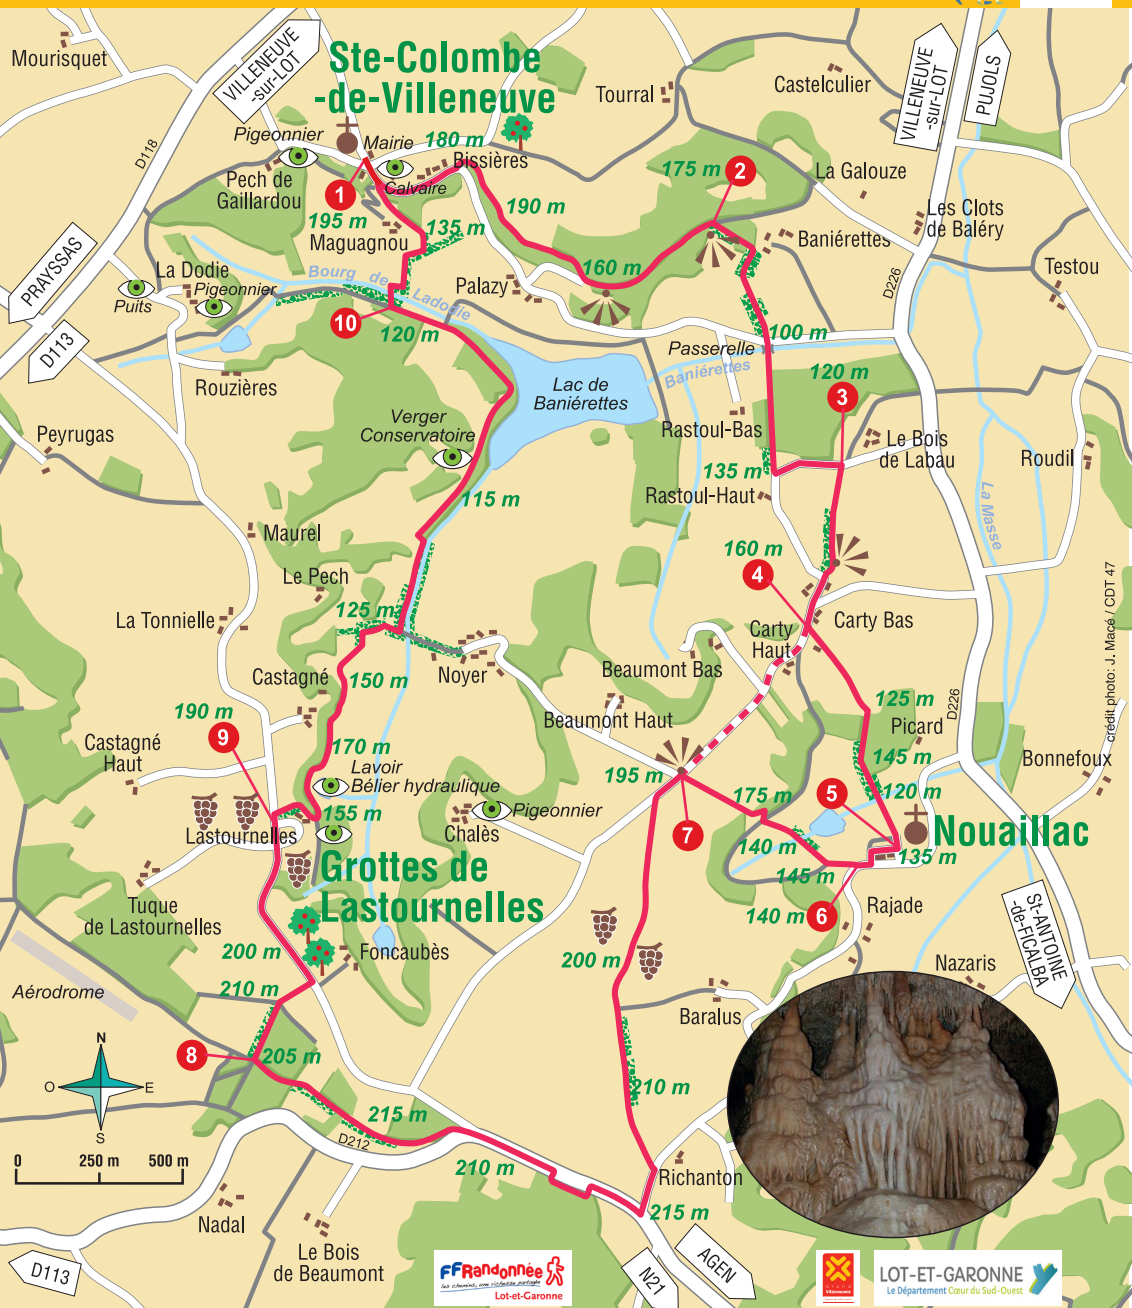 Mourisquet
VILLENEUVE
-sur-LOT
Ste-Colombe
-de-Villeneuve
Tourral
Castelculier
VILLENEUVE
-sur-LOT
PUJOLS
D118
Pigeonnier
Mairie
180 m
Bissières
175 m
2
La Galouze
Pech de
Gaillardou
1
Calvaire
190 m
Les Clots
de Baléry
195 m
135 m
Maguagnou
Baniérettes
PRAYSSAS
La Dodie
Pigeonnier
Puits
Bourg de Ladodie
Palazy
160 m
Testou
D226
10
120 m
100 m
D113
Passerelle
Baniérettes
Rouzières
Lac de
Baniérettes
120 m
3
Verger
Conservatoire
Peyrugas
Rastoul-Bas
Le Bois
de Labau
Roudil
135 m
Rastoul-Haut
115 m
La Masse
Maurel
160 m
4
Le Pech
125 m
La Tonnielle
Carty
Haut
Carty Bas
Castagné
150 m
Noyer
Beaumont Bas
190 m
9
Beaumont Haut
125 m
Picard
D226
Castagné
Haut
170 m
145 m
Bonnefoux
crédit photo: J. Macé / CDT 47
Lavoir
Bélier hydraulique
195 m
175 m
5
120 m
155 m
Pigeonnier
Lastournelles
Chalès
7
Nouaillac
140 m
135 m
Grottes de
Lastournelles
145 m
Tuque
de Lastournelles
140 m
6
Rajade
St-ANTOINE
-de-FICALBA
200 m
Foncaubès
200 m
Nazaris
Aérodrome
210 m
Baralus
N
O
E
S
8
205 m
210 m
215 m
D212
0
250 m
500 m
210 m
Richanton
Nadal
215 m
Le Bois
de Beaumont
D113
N21
AGEN
FFRandonnée
les chemins, une richesse partagée
Lot-et-Garonne
Grand
Villeneuvois
LOT-ET-GARONNE
Le Département Cœur du Sud-Ouest